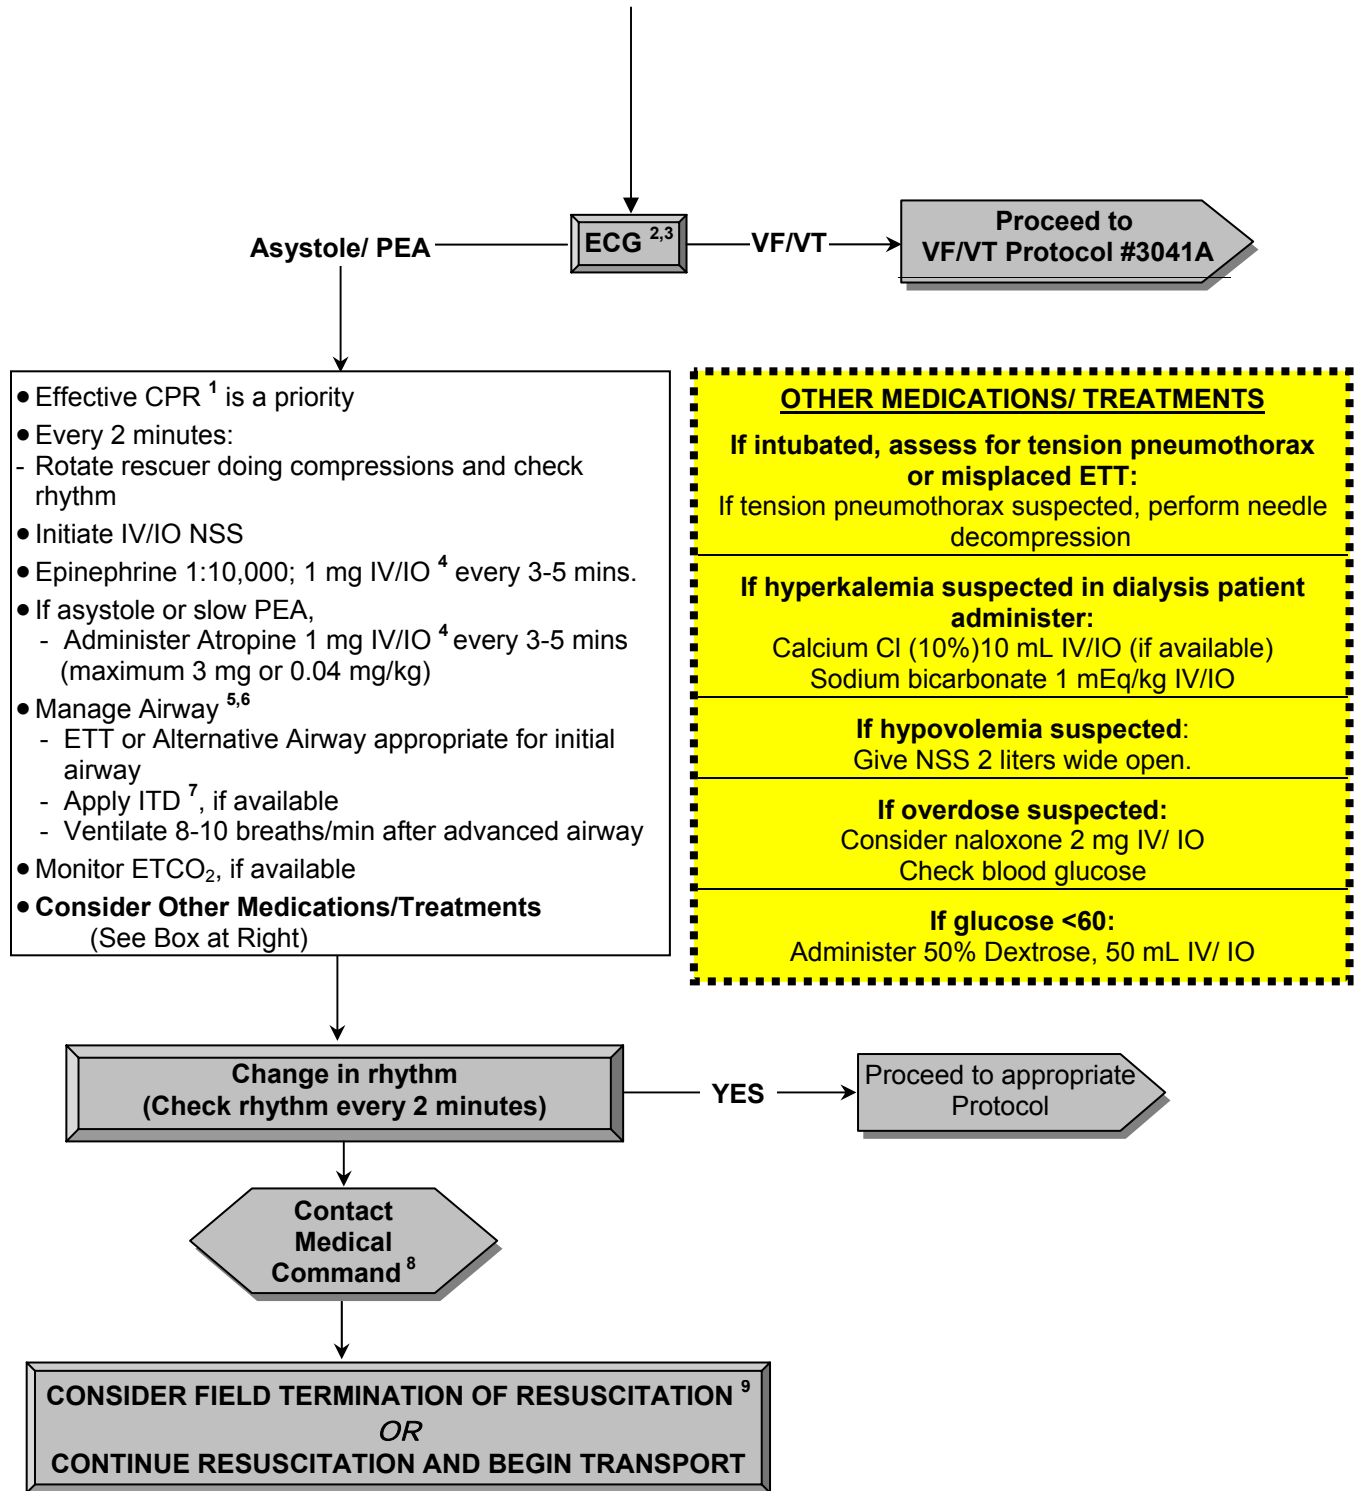 Asystole/ PEA
ECG 2,3
VF/VT
Proceed to
VF/VT Protocol #3041A
● Effective CPR 1 is a priority
● Every 2 minutes:
- Rotate rescuer doing compressions and check
rhythm
● Initiate IV/IO NSS
● Epinephrine 1:10,000; 1 mg IV/IO 4 every 3-5 mins.
● If asystole or slow PEA,
- Administer Atropine 1 mg IV/IO 4 every 3-5 mins
(maximum 3 mg or 0.04 mg/kg)
● Manage Airway 5,6
- ETT or Alternative Airway appropriate for initial
airway
- Apply ITD 7, if available
- Ventilate 8-10 breaths/min after advanced airway
● Monitor ETCO2, if available
● Consider Other Medications/Treatments
(See Box at Right)
OTHER MEDICATIONS/ TREATMENTS
If intubated, assess for tension pneumothorax
or misplaced ETT:
If tension pneumothorax suspected, perform needle
decompression
If hyperkalemia suspected in dialysis patient
administer:
Calcium Cl (10%)10 mL IV/IO (if available)
Sodium bicarbonate 1 mEq/kg IV/IO
If hypovolemia suspected:
Give NSS 2 liters wide open.
If overdose suspected:
Consider naloxone 2 mg IV/ IO
Check blood glucose
If glucose <60:
Administer 50% Dextrose, 50 mL IV/ IO
Change in rhythm
(Check rhythm every 2 minutes)
YES
Proceed to appropriate
Protocol
Contact
Medical
Command 8
CONSIDER FIELD TERMINATION OF RESUSCITATION 9
OR
CONTINUE RESUSCITATION AND BEGIN TRANSPORT